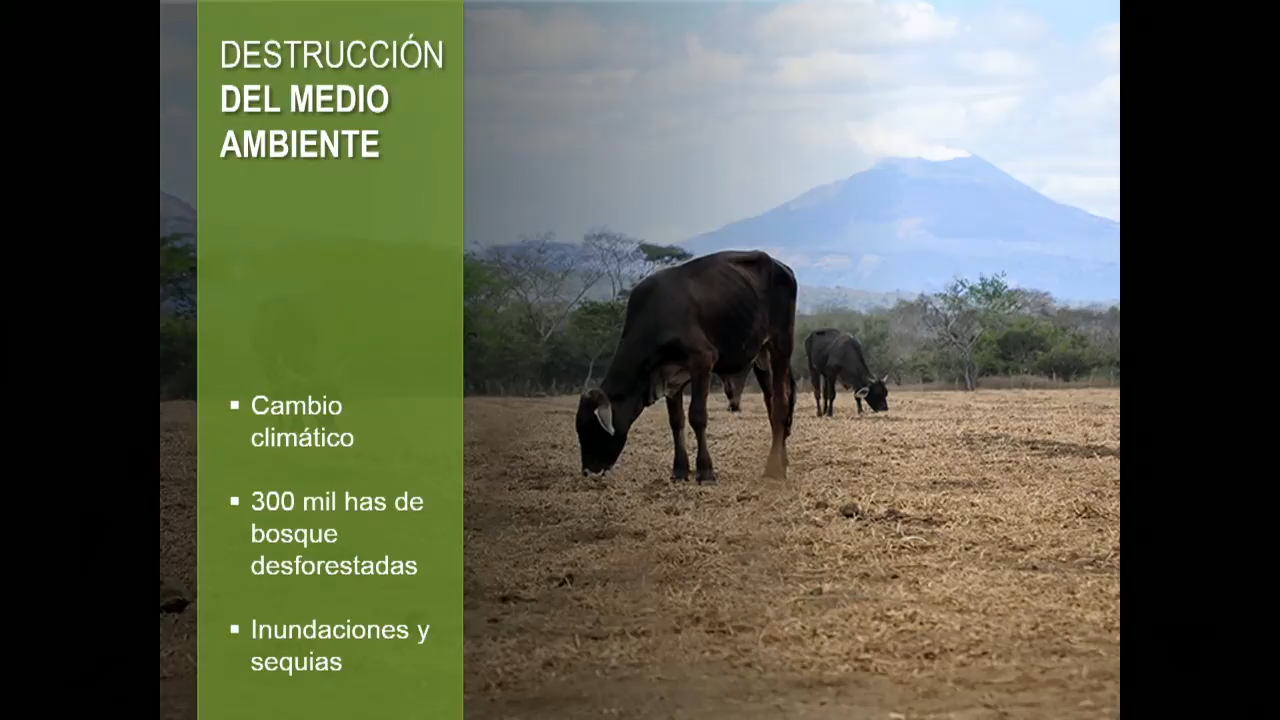 DESTRUCCIÓN
DEL MEDIO
AMBIENTE
▪ Cambio
climático
▪ 300 mil has de
bosque
desforestadas
▪ Inundaciones y
sequias